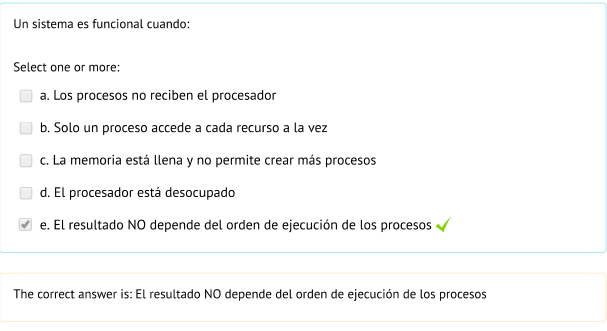 Un sistema es funcional cuando:
Select one or more:
a. Los procesos no reciben el procesador
b. Solo un proceso accede a cada recurso a la vez
c. La memoria está llena y no permite crear más procesos
d. El procesador está desocupado
e. El resultado NO depende del orden de ejecución de los procesos
The correct answer is: El resultado NO depende del orden de ejecución de los procesos